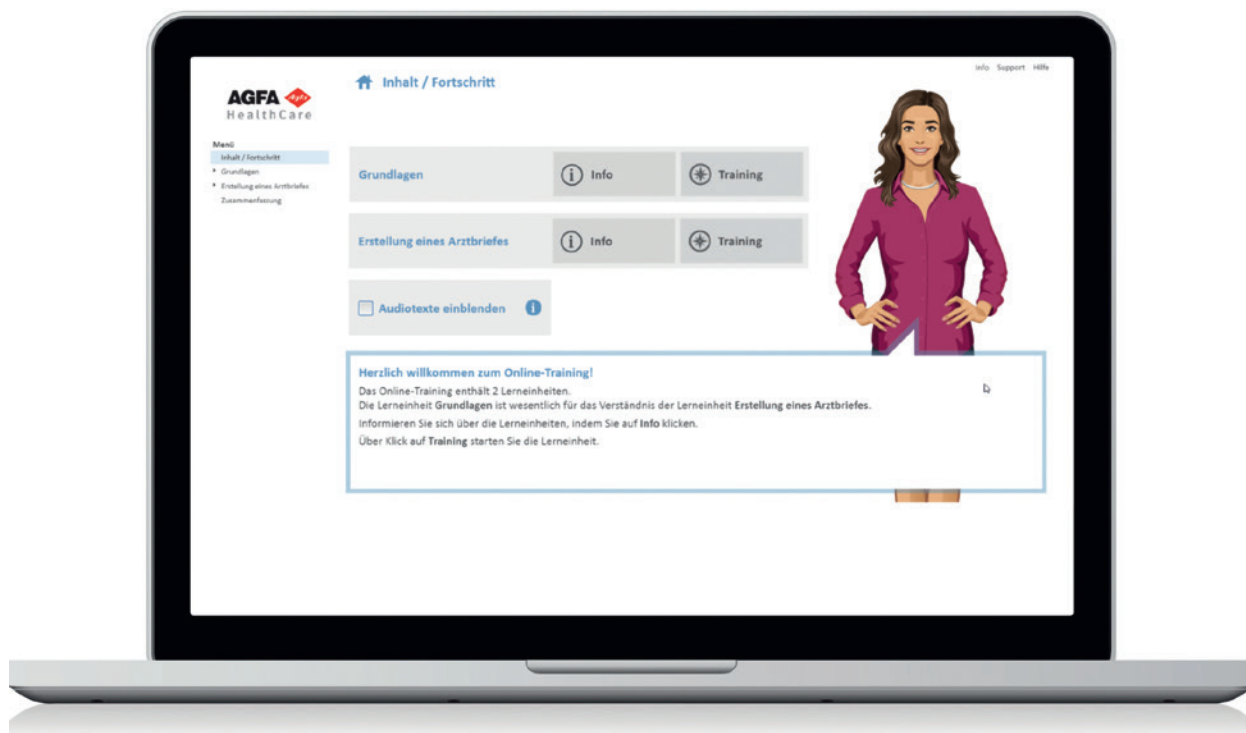 info Support Hilfe
Inhalt / Fortschritt
AGFA Agfa
HealthCare
Menü
Inhalt / Fortschritt
Grundlagen
Erstellung eines Arztbriefes
Zusammenfassung
Grundlagen Info Training
Erstellung eines Arztbriefes Info Training
Audiotexte einblenden
Herzlich willkommen zum Online-Training!
Das Online-Training enthält 2 Lerneinheiten.
Die Lerneinheit Grundlagen ist wesentlich für das Verständnis der Lerneinheit Erstellung eines Arztbriefes.
Informieren Sie sich über die Lerneinheiten, indem Sie auf Info klicken.
Über Klick auf Training starten Sie die Lerneinheit.